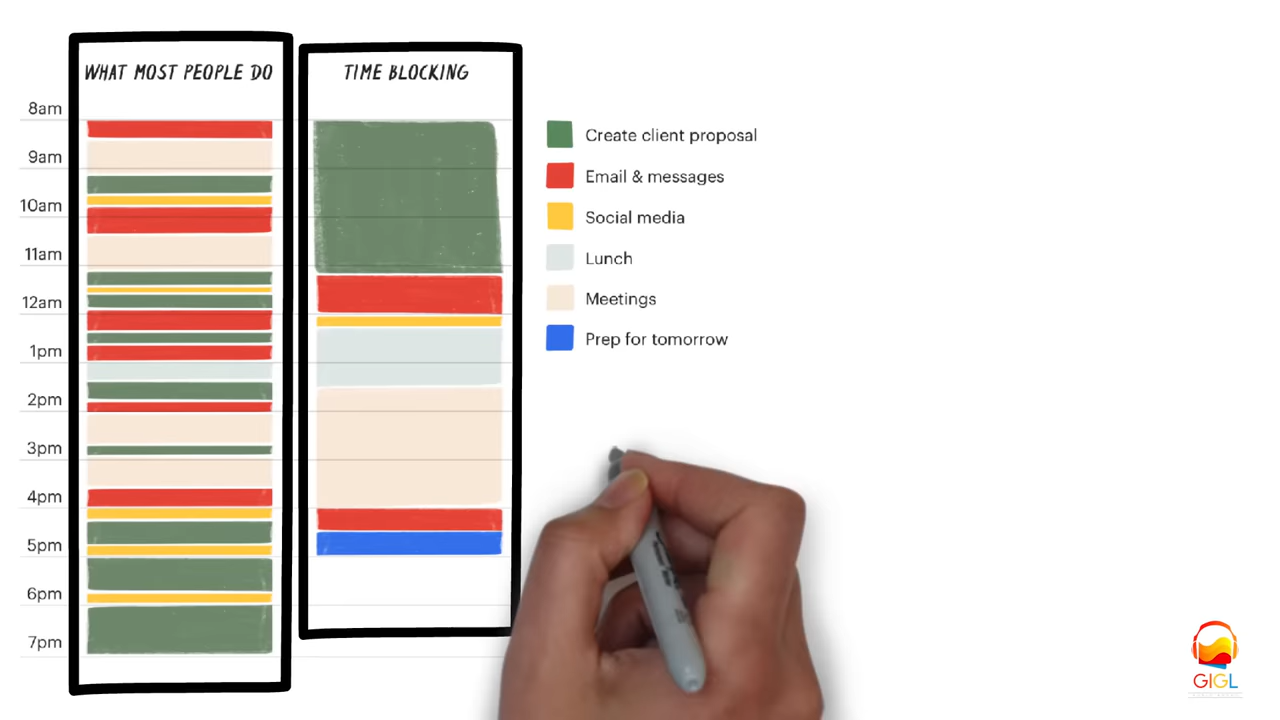 WHAT MOST PEOPLE DO
TIME BLOCKING
8am
9am
10am
11am
12am
1pm
2pm
3pm
4pm
5pm
6pm
7pm
Create client proposal
Email & messages
Social media
Lunch
Meetings
Prep for tomorrow
GIGL